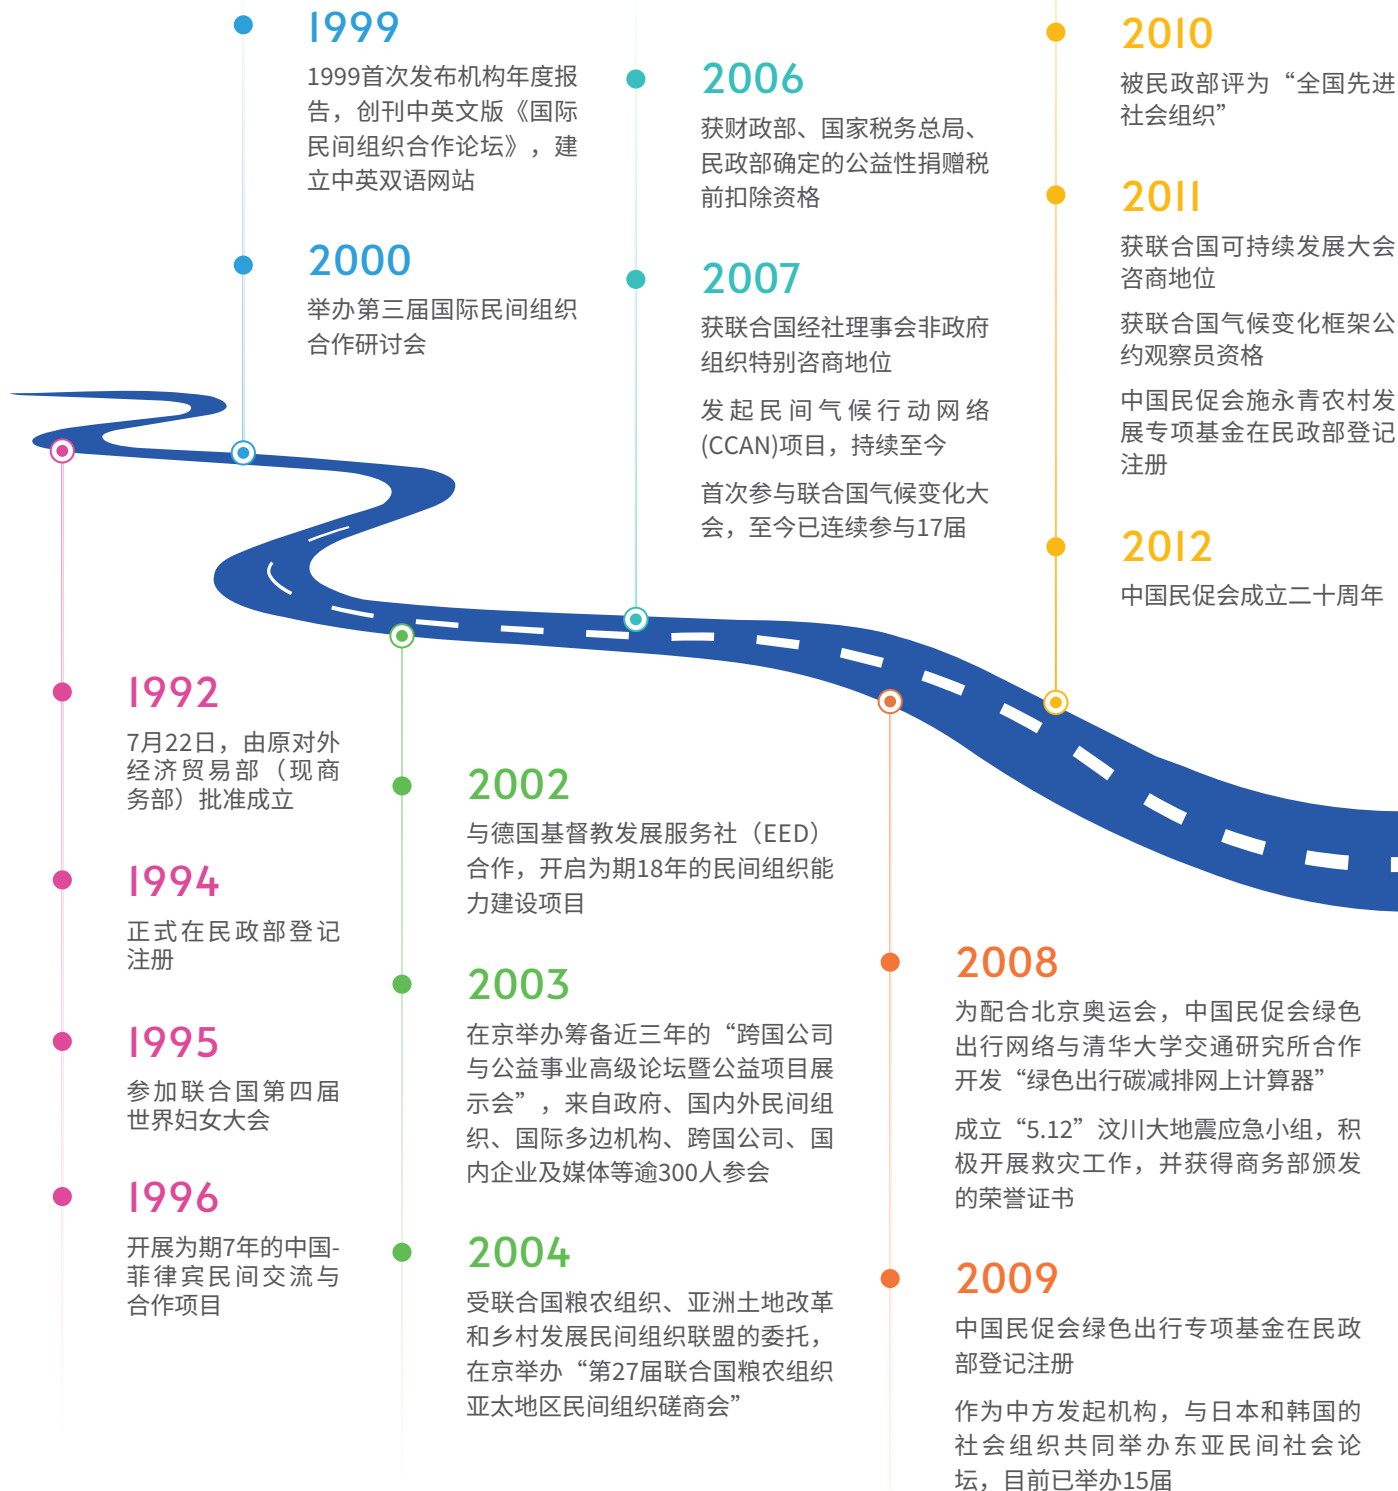 1999
1999首次发布机构年度报
告，创刊中英文版《国际
民间组织合作论坛》，建
立中英双语网站
2000
举办第三届国际民间组织
合作研讨会
2006
获财政部、国家税务总局、
民政部确定的公益性捐赠税
前扣除资格
2007
获联合国经社理事会非政府
组织特别咨商地位
发起民间气候行动网络
(CCAN)项目，持续至今
首次参与联合国气候变化大
会，至今已连续参与17届
2010
被民政部评为“全国先进
社会组织”
2011
获联合国可持续发展大会
咨商地位
获联合国气候变化框架公
约观察员资格
中国民促会施永青农村发
展专项基金在民政部登记
注册
2012
中国民促会成立二十周年
1992
7月22日，由原对外
经济贸易部（现商
务部）批准成立
1994
正式在民政部登记
注册
1995
参加联合国第四届
世界妇女大会
1996
开展为期7年的中国-
菲律宾民间交流与
合作项目
2002
与德国基督教发展服务社（EED）
合作，开启为期18年的民间组织能
力建设项目
2003
在京举办筹备近三年的“跨国公司
与公益事业高级论坛暨公益项目展
示会”，来自政府、国内外民间组
织、国际多边机构、跨国公司、国
内企业及媒体等逾300人参会
2004
受联合国粮农组织、亚洲土地改革
和乡村发展民间组织联盟的委托，
在京举办“第27届联合国粮农组织
亚太地区民间组织磋商会”
2008
为配合北京奥运会，中国民促会绿色
出行网络与清华大学交通研究所合作
开发“绿色出行碳减排网上计算器”
成立“5.12”汶川大地震应急小组，积
极开展救灾工作，并获得商务部颁发
的荣誉证书
2009
中国民促会绿色出行专项基金在民政
部登记注册
作为中方发起机构，与日本和韩国的
社会组织共同举办东亚民间社会论
坛，目前已举办15届